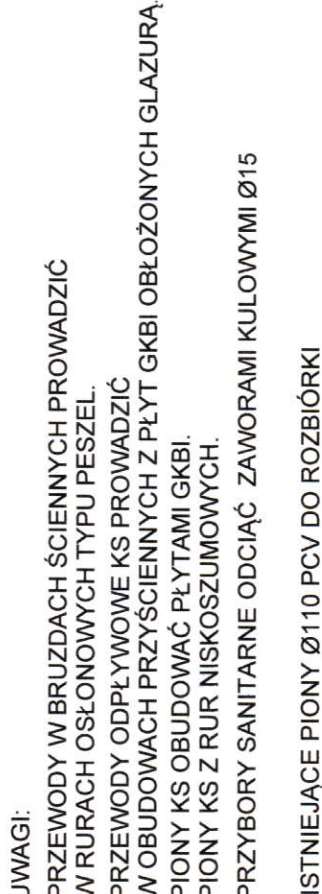 UWAGI:
PRZEWODY W BRUZDACH ŚCIENNYCH PROWADZIĆ
W RURACH OSŁONOWYCH TYPU PESZEL.
PRZEWODY ODPŁYWOWE KS PROWADZIĆ
W OBUDOWACH PRZYŚCIENNYCH Z PŁYT GKBI OBŁOŻONYCH GLAZURĄ.
PIONY KS OBUDOWAĆ PŁYTAMI GKBI.
PIONY KS Z RUR NISKOSZUMOWYCH.
PRZYBORY SANITARNE ODCIĄĆ ZAWORAMI KULOWYMI Ø15
ISTNIEJĄCE PIONY Ø110 PCV DO ROZBIÓRKI